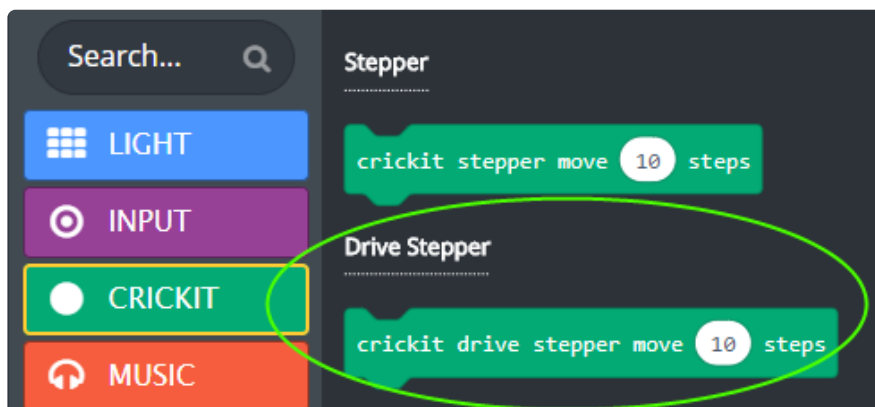 Search...
LIGHT
INPUT
CRICKIT
MUSIC
Stepper
crickit stepper move 10 steps
Drive Stepper
crickit drive stepper move 10 steps